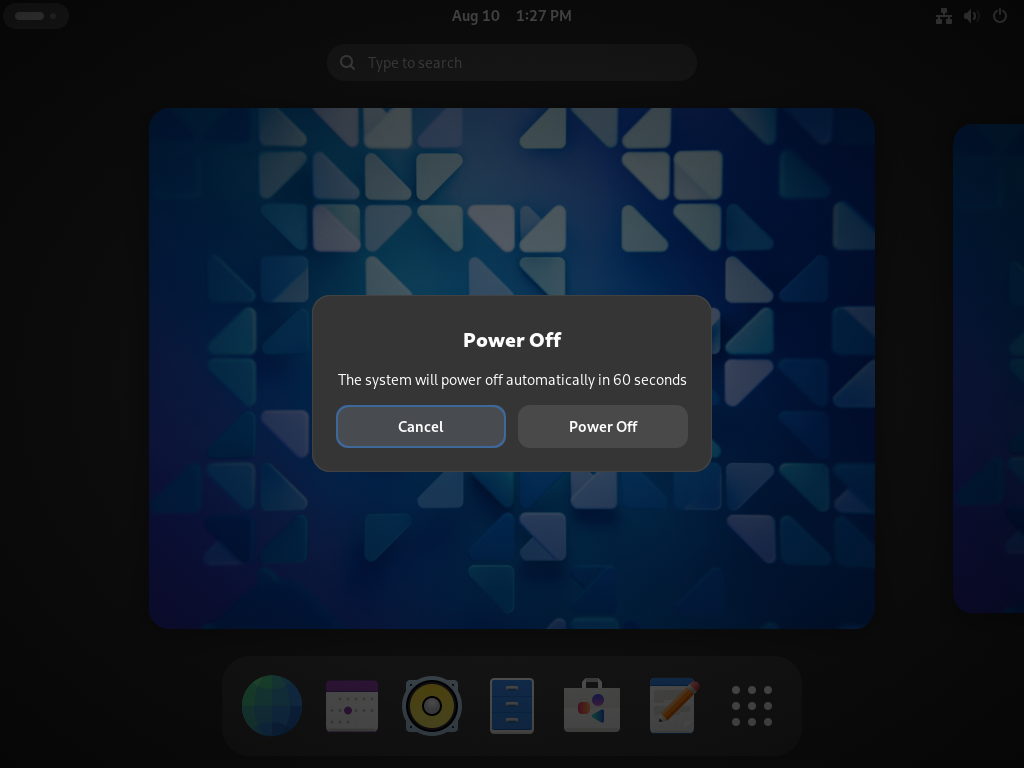 Aug 10 1:27 PM
Type to search
Power Off
The system will power off automatically in 60 seconds
Cancel Power Off